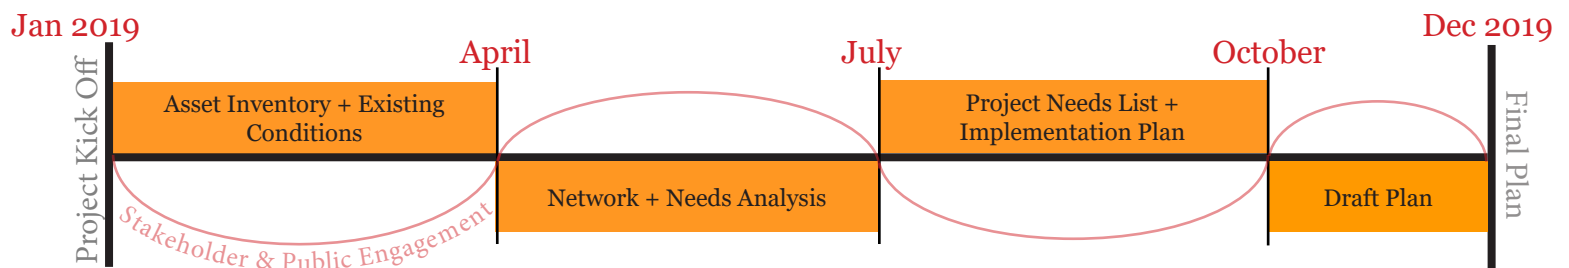 Jan 2019
April
July
October
Dec 2019
Project Kick Off
Asset Inventory + Existing
Conditions
Project Needs List +
Implementation Plan
Final Plan
Network + Needs Analysis
Draft Plan
Stakeholder & Public Engagement